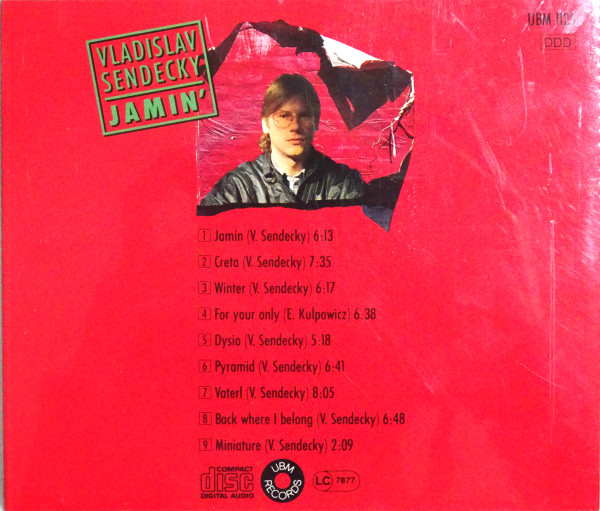 VLADISLAV
SENDECKY
JAMIN'
UBM
DDD
1 Jamin (V. Sendecky) 6:13
2 Creta (V. Sendecky) 7:35
3 Winter (V. Sendecky) 6:17
4 For your only (E. Kulpowicz) 6:38
5 Dysio (V. Sendecky) 5:18
6 Pyramid (V. Sendecky) 6:41
7 Vaterl (V. Sendecky) 8:05
8 Back where I belong (V. Sendecky) 6:48
9 Miniature (V. Sendecky) 2:09
COMPACT
disc
DIGITAL AUDIO
UBM
RECORDS
LC 7877